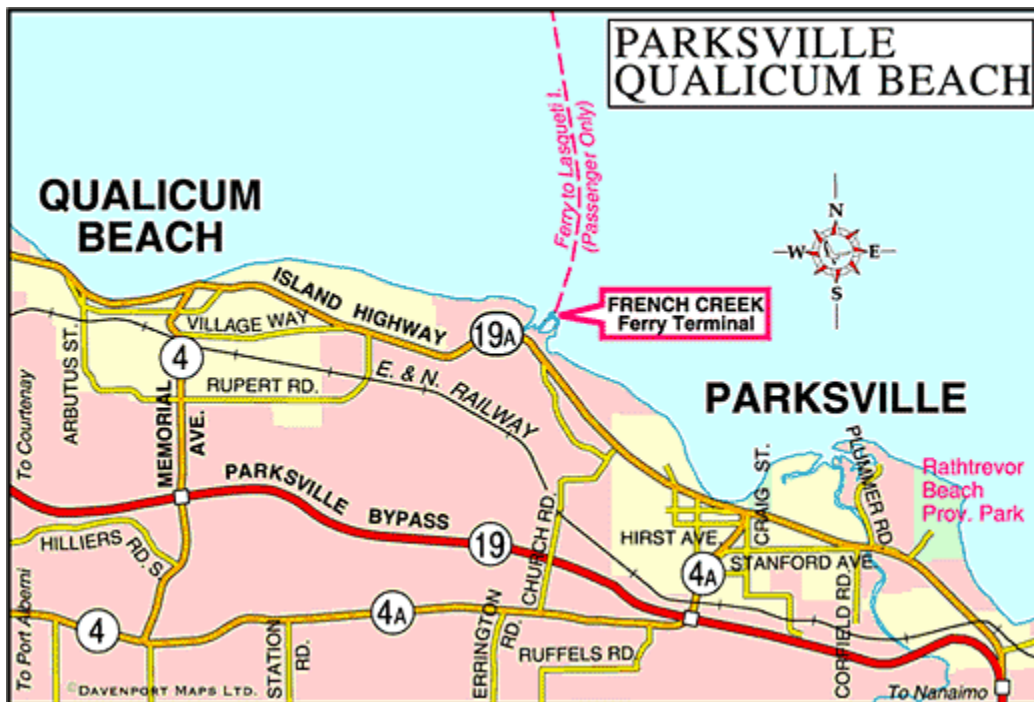 PARKSVILLE
QUALICUM BEACH
Ferry to Lasqueti I.
(Passenger Only)
QUALICUM
BEACH
N
W
E
S
FRENCH CREEK
Ferry Terminal
ISLAND HIGHWAY
19A
VILLAGE WAY
4
ARBUTUS ST.
RUPERT RD.
E. & N. RAILWAY
MEMORIAL
AVE.
To Courtenay
PARKSVILLE
CRAIG ST.
PLUMMER RD.
Rathtrevor
Beach
Prov. Park
PARKSVILLE BYPASS
19
CHURCH RD.
HIRST AVE.
STANFORD AVE.
4A
HILLIERS RD. S.
CORFIELD RD.
To Port Alberni
4
4A
STATION
RD.
ERRINGTON
RD.
RUFFELS RD.
©DAVENPORT MAPS LTD.
To Nanaimo